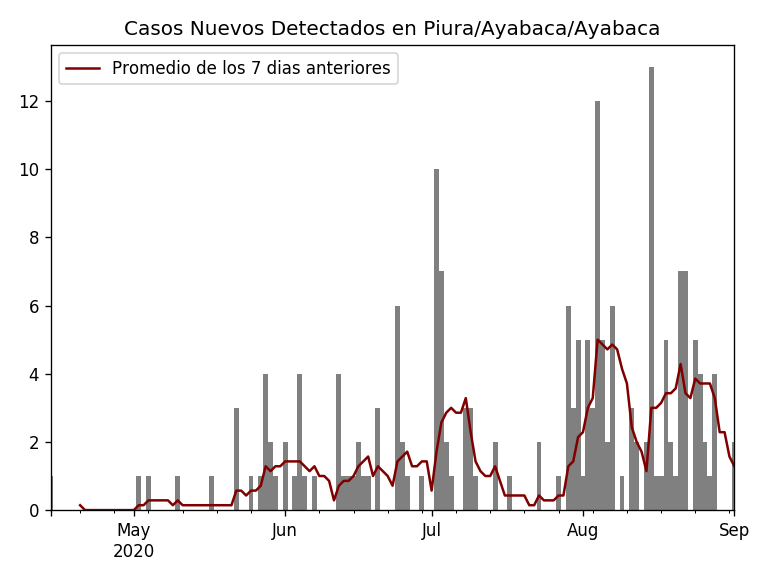 Casos Nuevos Detectados en Piura/Ayabaca/Ayabaca
Promedio de los 7 dias anteriores
12
10
8
6
4
2
0
May Jun Jul Aug Sep
2020